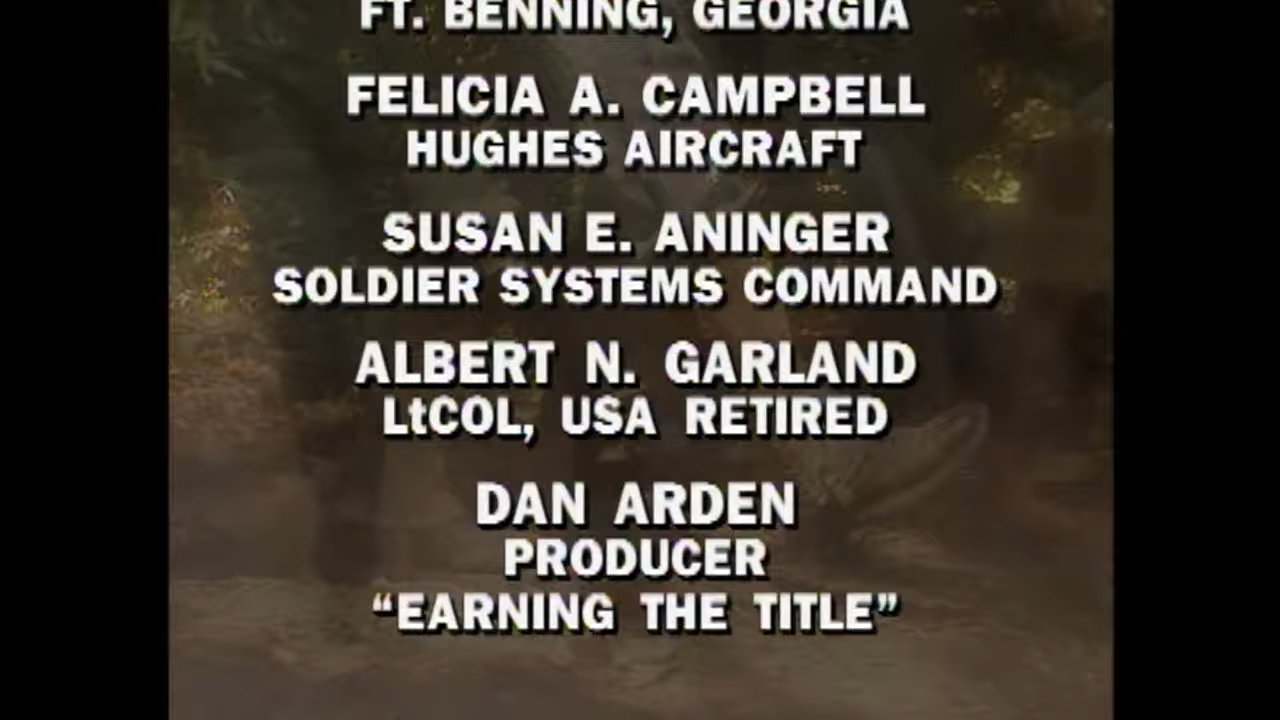 FT. BENNING, GEORGIA
FELICIA A. CAMPBELL
HUGHES AIRCRAFT
SUSAN E. ANINGER
SOLDIER SYSTEMS COMMAND
ALBERT N. GARLAND
LtCOL, USA RETIRED
DAN ARDEN
PRODUCER
“EARNING THE TITLE”